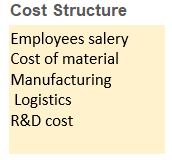 Cost Structure
Employees salery
Cost of material
Manufacturing
Logistics
R&D cost